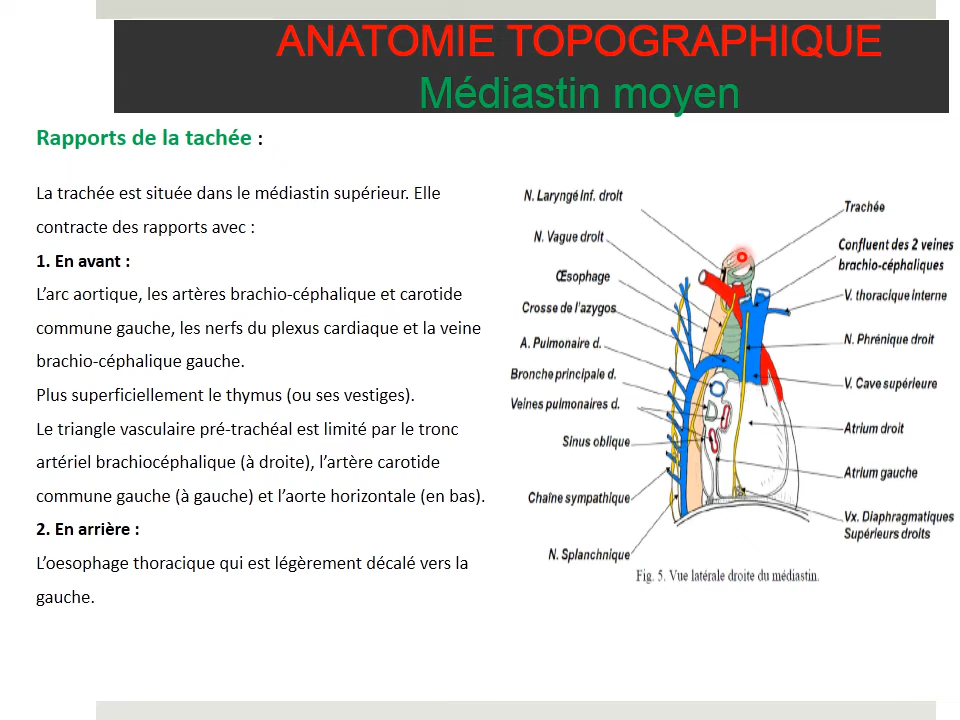 ANATOMIE TOPOGRAPHIQUE
Médiastin moyen
Rapports de la tachée :
La trachée est située dans le médiastin supérieur. Elle
contracte des rapports avec :
1. En avant :
L’arc aortique, les artères brachio-céphalique et carotide
commune gauche, les nerfs du plexus cardiaque et la veine
brachio-céphalique gauche.
Plus superficiellement le thymus (ou ses vestiges).
Le triangle vasculaire pré-trachéal est limité par le tronc
artériel brachiocéphalique (à droite), l’artère carotide
commune gauche (à gauche) et l’aorte horizontale (en bas).
2. En arrière :
L’oesophage thoracique qui est légèrement décalé vers la
gauche.
N. Laryngé inf. droit
N. Vague droit
Œsophage
Crosse de l'azygos
A. Pulmonaire d.
Bronche principale d.
Veines pulmonaires d.
Sinus oblique
Chaîne sympathique
N. Splanchnique
Trachée
Confluent des 2 veines
brachio-céphaliques
V. thoracique interne
N. Phrénique droit
V. Cave supérieure
Atrium droit
Atrium gauche
Vx. Diaphragmatiques
Supérieurs droits
Fig. 5. Vue latérale droite du médiastin.